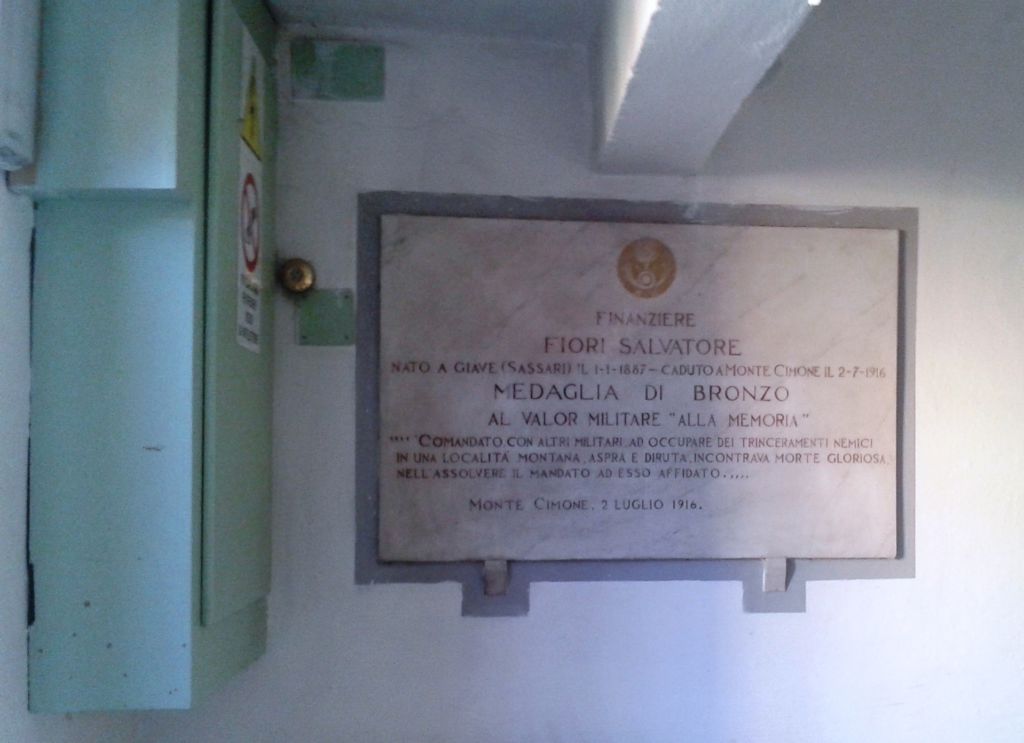 FINANZIERE
FIORI SALVATORE
NATO A GIAVE (SASSARI) IL 1-1-1887 - CADUTO A MONTE CIMONE IL 2-7-1916
MEDAGLIA DI BRONZO
AL VALOR MILITARE "ALLA MEMORIA"
,,,, COMANDATO CON ALTRI MILITARI AD OCCUPARE DEI TRINCERAMENTI NEMICI
IN UNA LOCALITÀ MONTANA, ASPRA E DIRUTA, INCONTRAVA MORTE GLORIOSA
NELL'ASSOLVERE IL MANDATO AD ESSO AFFIDATO.,,,,
MONTE CIMONE, 2 LUGLIO 1916.